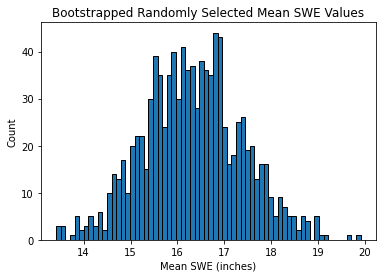 Bootstrapped Randomly Selected Mean SWE Values
Count
40
30
20
10
0
14 15 16 17 18 19 20
Mean SWE (inches)